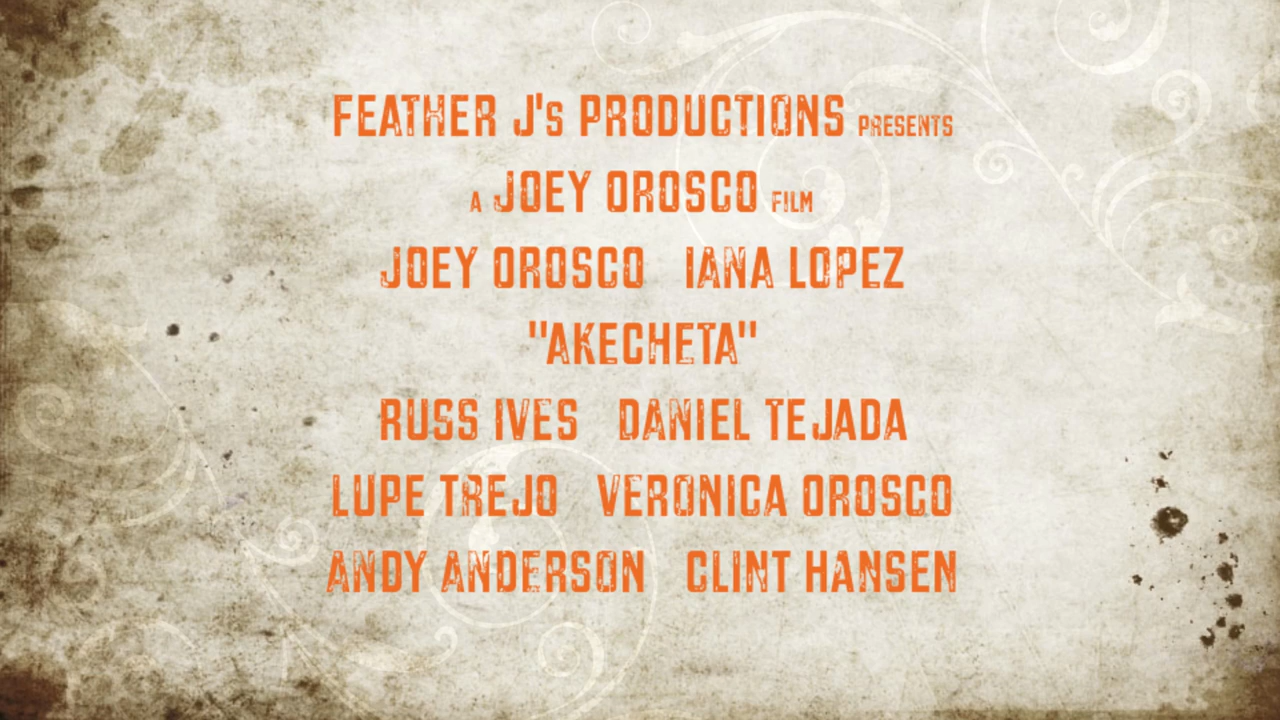 FEATHER J's PRODUCTIONS PRESENTS
A JOEY OROSCO FILM
JOEY OROSCO IANA LOPEZ
"AKECHETA"
RUSS IVES DANIEL TEJADA
LUPE TREJO VERONICA OROSCO
ANDY ANDERSON CLINT HANSEN